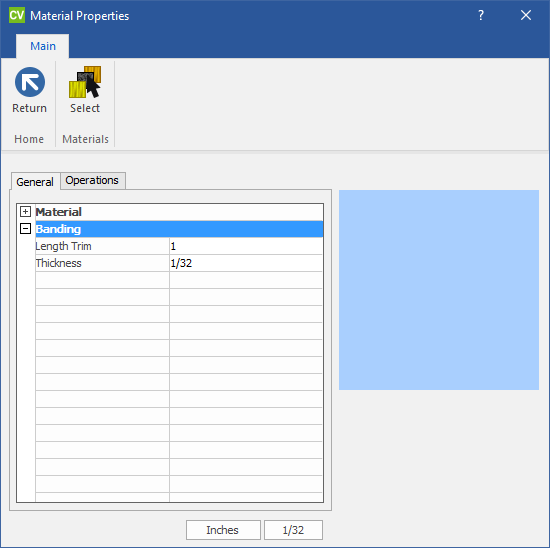 CV Material Properties ?
Main
Return Select
Home Materials
General Operations
Material
Banding
Length Trim 1
Thickness 1/32
Inches 1/32